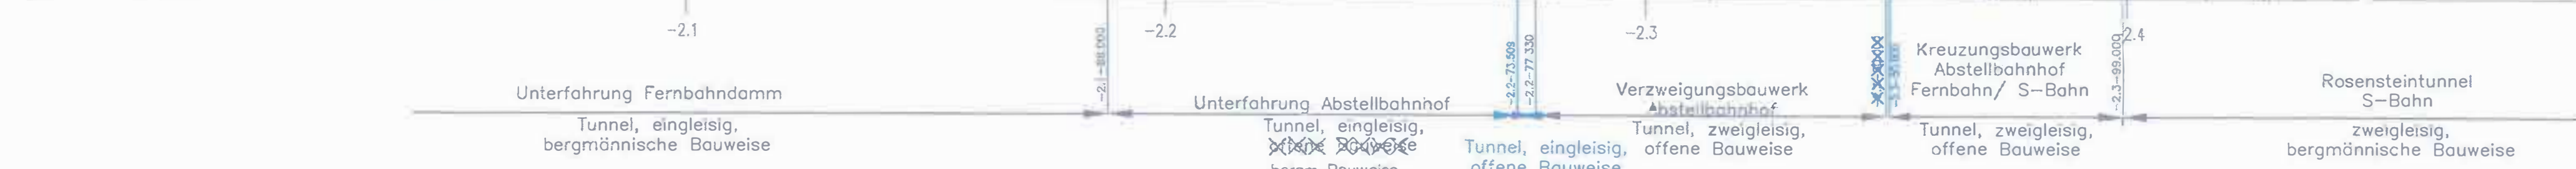 -2.1
-2.2
-2.3
2.4
-2.1-88.000
-2.2-73.509
-2.2-77.330
-2.3-99.000
Unterfahrung Fernbahndamm
Tunnel, eingleisig,
bergmännische Bauweise
Unterfahrung Abstellbahnhof
Tunnel, eingleisig,
offene Bauweise
Tunnel, eingleisig,
offene Bauweise
Verzweigungsbauwerk
Abstellbahnhof
Tunnel, zweigleisig,
offene Bauweise
Kreuzungsbauwerk
Abstellbahnhof
Fernbahn/ S-Bahn
Tunnel, zweigleisig,
offene Bauweise
Rosensteintunnel
S-Bahn
zweigleisig,
bergmännische Bauweise